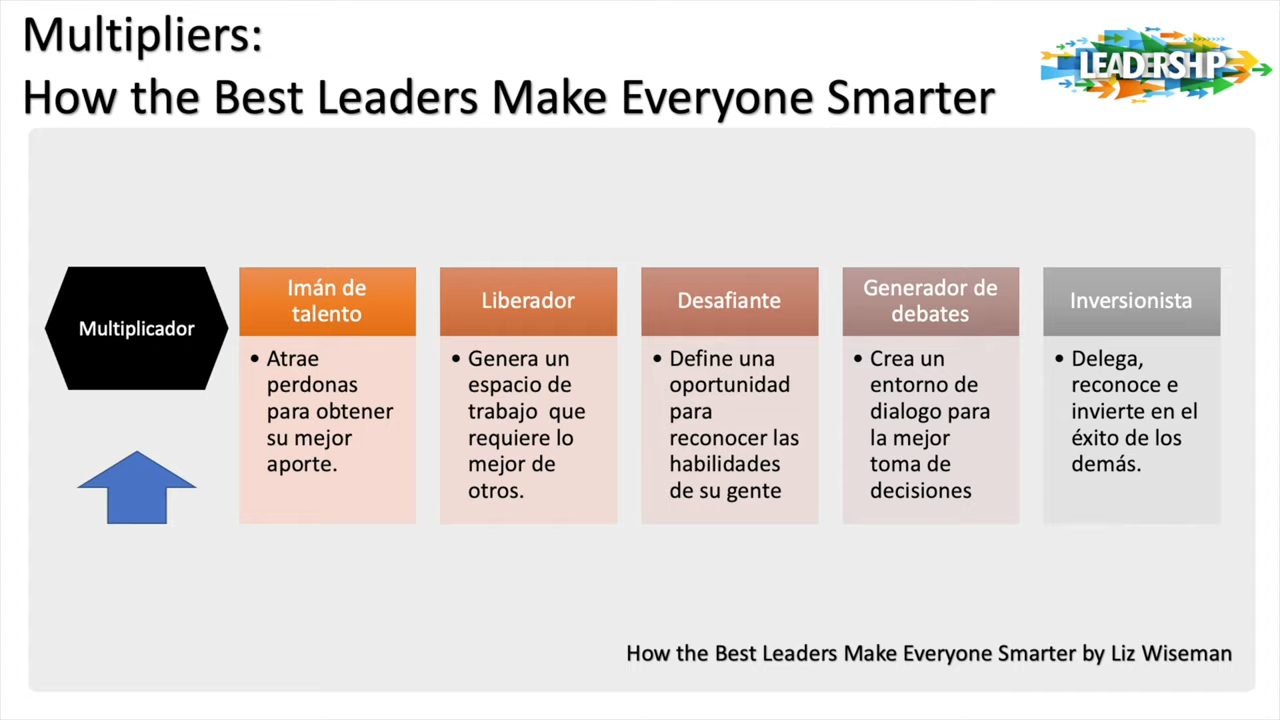 Multipliers:
How the Best Leaders Make Everyone Smarter
LEADERSHIP
Multiplicador
Imán de
talento
• Atrae
perdonas
para obtener
su mejor
aporte.
Liberador
• Genera un
espacio de
trabajo que
requiere lo
mejor de
otros.
Desafiante
• Define una
oportunidad
para
reconocer las
habilidades
de su gente
Generador de
debates
• Crea un
entorno de
dialogo para
la mejor
toma de
decisiones
Inversionista
• Delega,
reconoce e
invierte en el
éxito de los
demás.
How the Best Leaders Make Everyone Smarter by Liz Wiseman